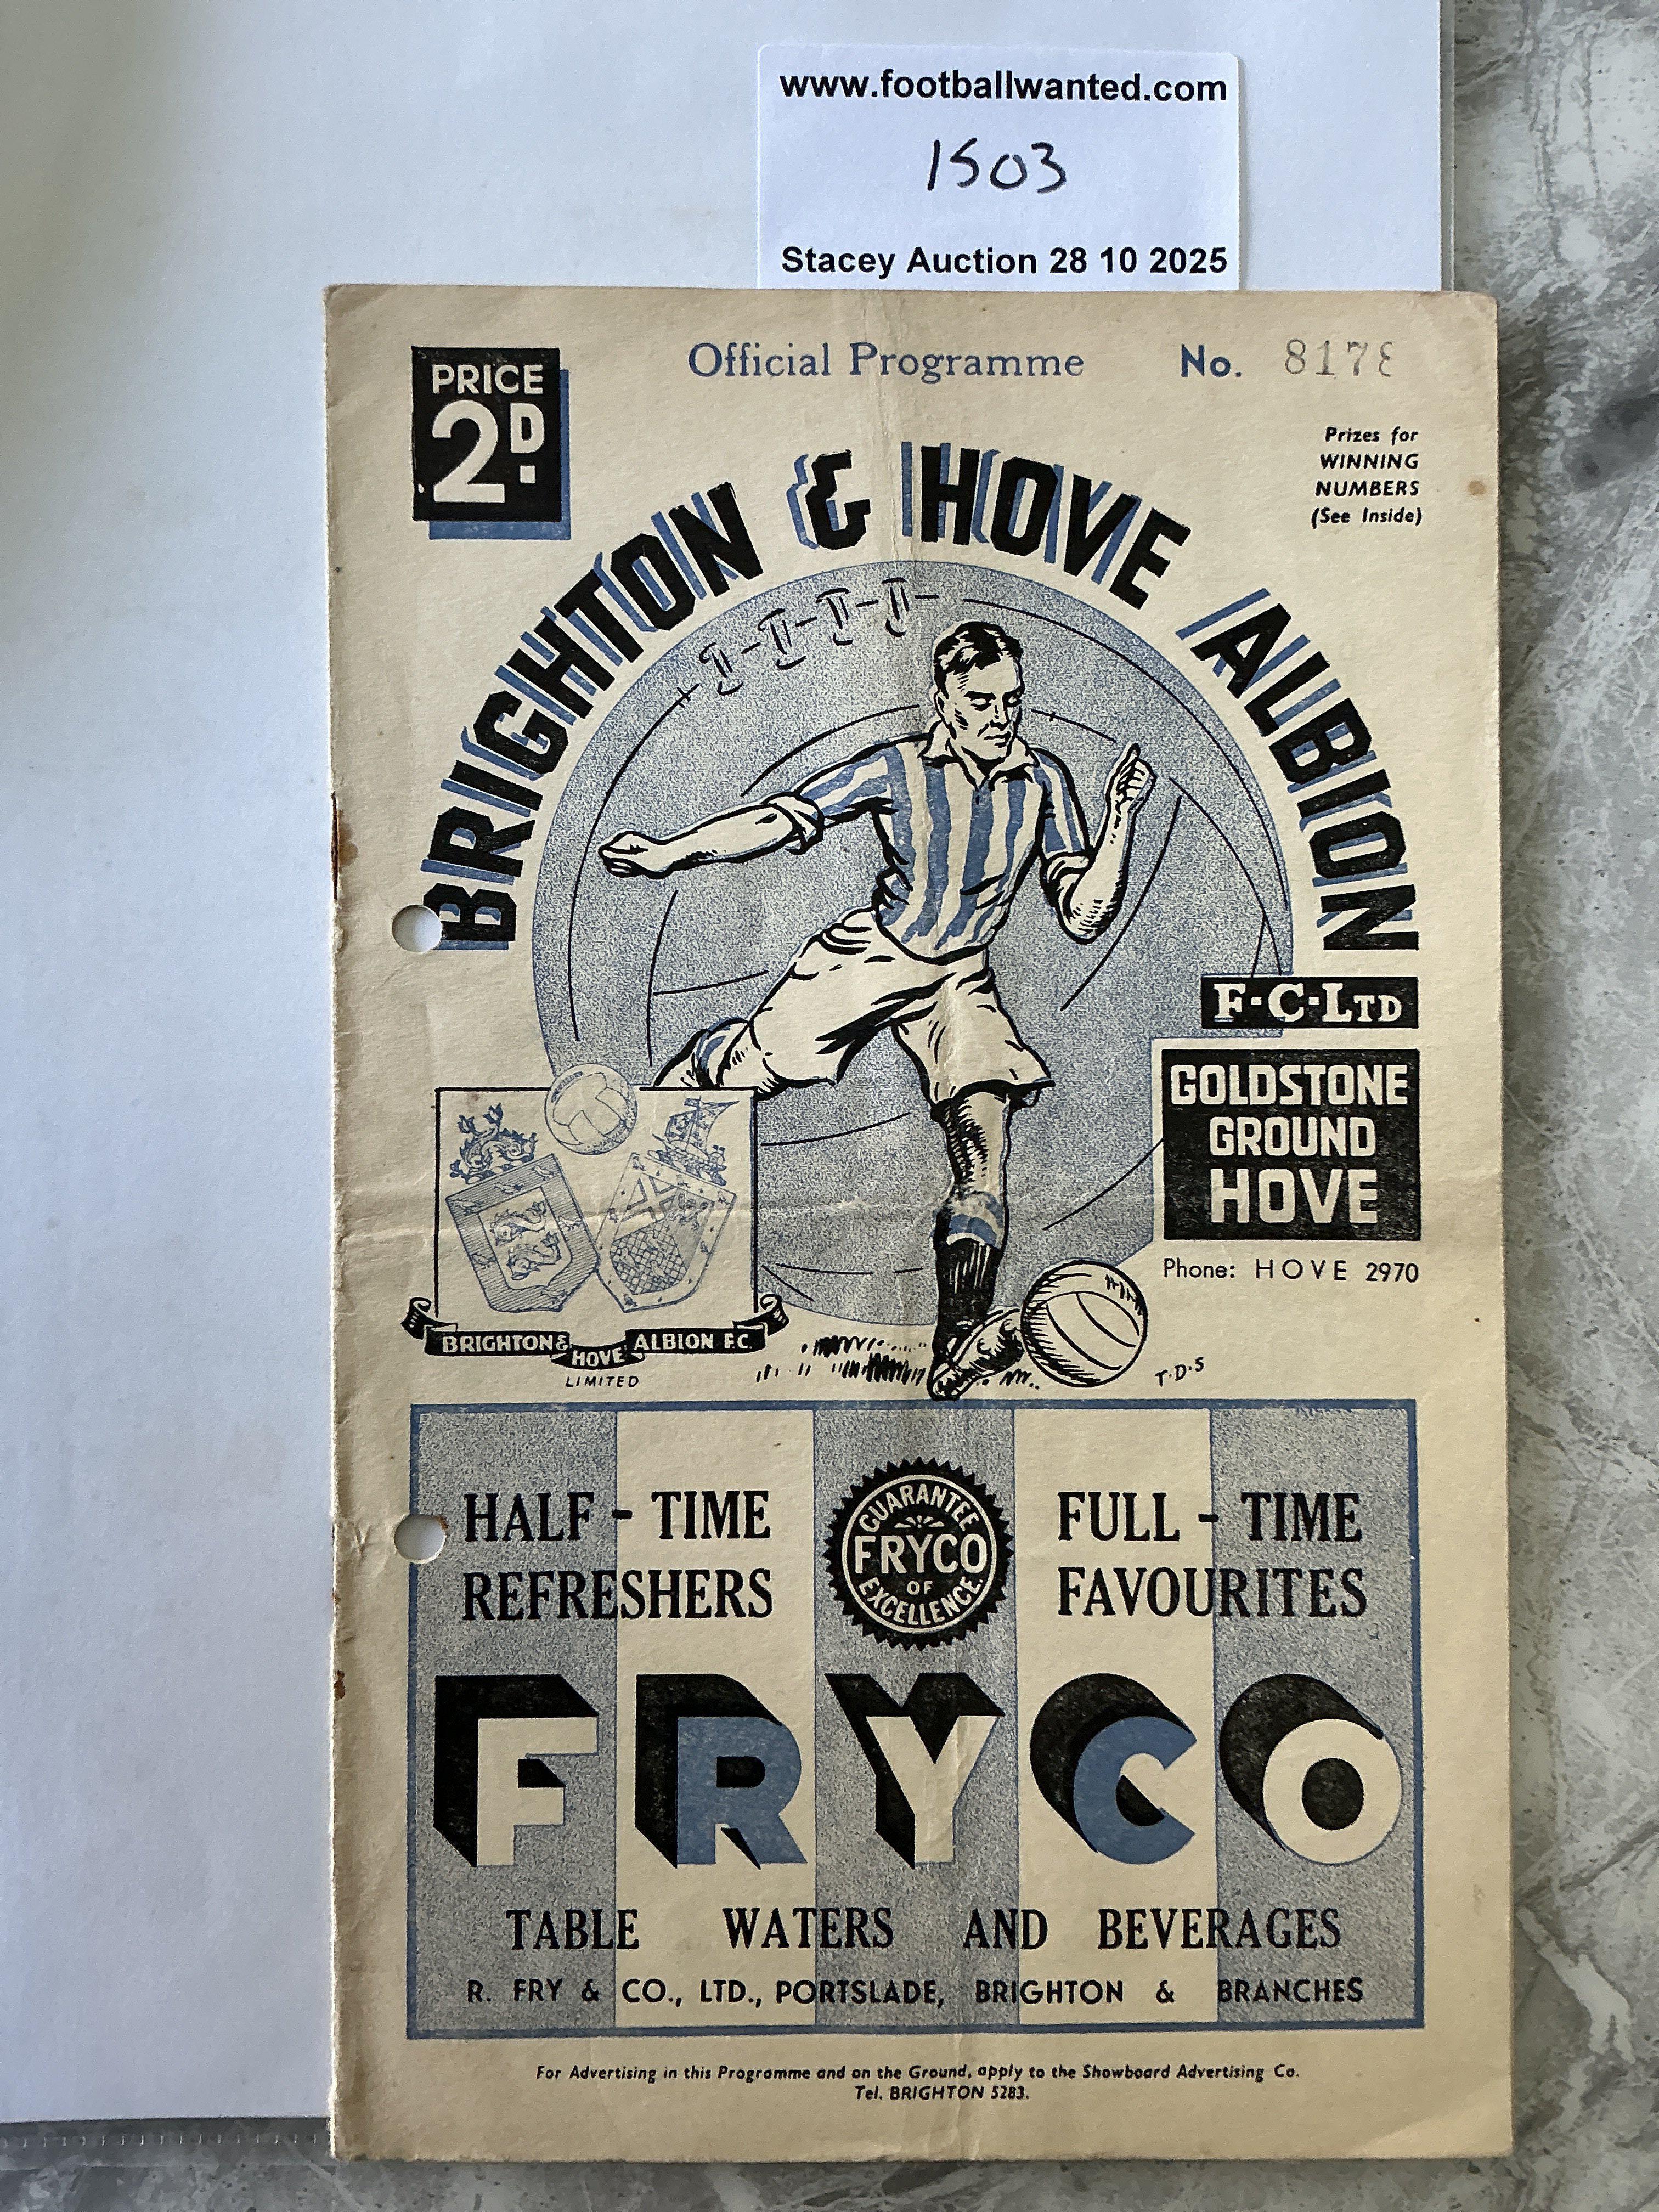 www.footballwanted.com
1503
Stacey Auction 28 10 2025
Official Programme No. 8178
PRICE
2D.
Prizes for
WINNING
NUMBERS
(See Inside)
BRIGHTON & HOVE ALBION
F·C·LTD
GOLDSTONE
GROUND
HOVE
Phone: HOVE 2970
BRIGHTON & HOVE ALBION F.C.
LIMITED
T·D·S
HALF-TIME
REFRESHERS
GUARANTEE
FRYCO
OF
EXCELLENCE
FULL-TIME
FAVOURITES
FRYCO
TABLE WATERS AND BEVERAGES
R. FRY & CO., LTD., PORTSLADE, BRIGHTON & BRANCHES
For Advertising in this Programme and on the Ground, apply to the Showboard Advertising Co.
Tel. BRIGHTON 5283.